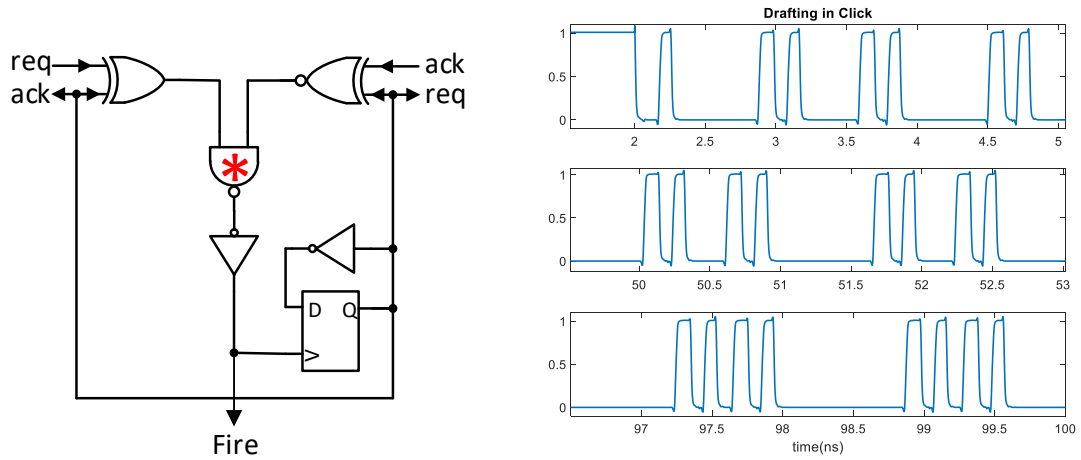 req
ack
ack
req
*
D Q
>
Fire
Drafting in Click
1
0.5
0
2 2.5 3 3.5 4 4.5 5
1
0.5
0
50 50.5 51 51.5 52 52.5 53
1
0.5
0
97 97.5 98 98.5 99 99.5 100
time(ns)